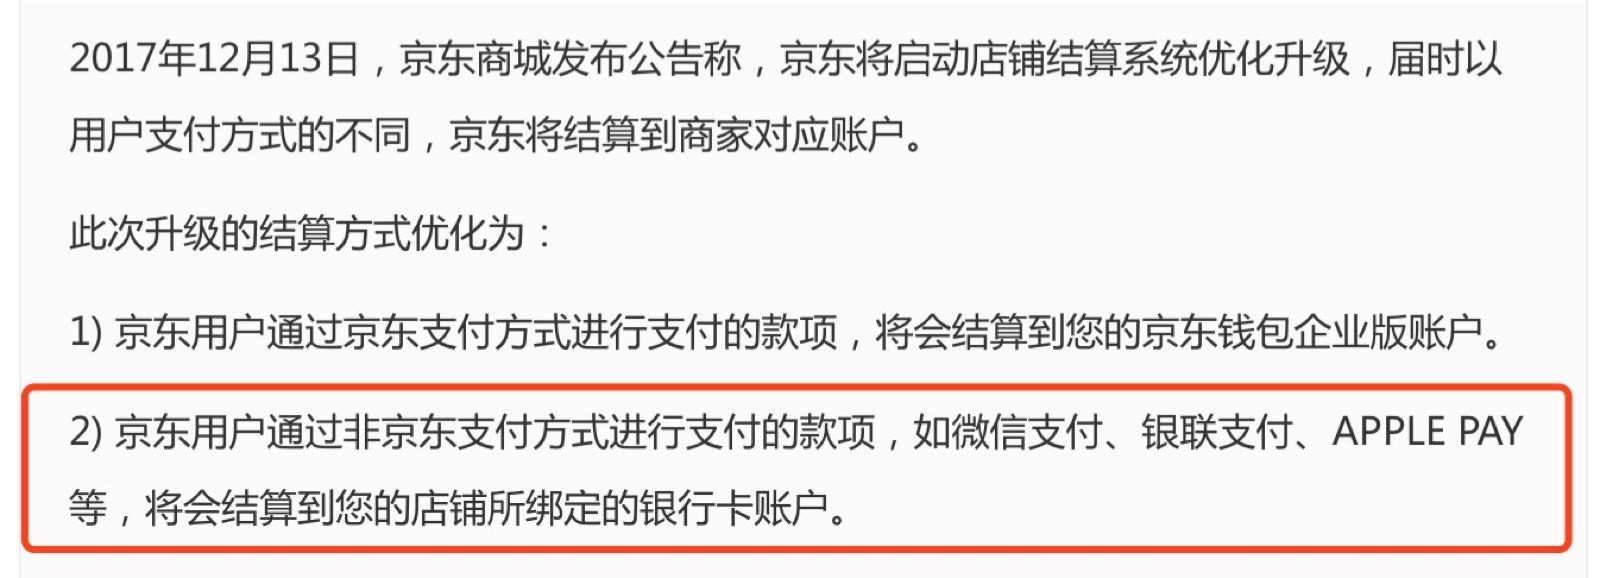 2017年12月13日，京东商城发布公告称，京东将启动店铺结算系统优化升级，届时以
用户支付方式的不同，京东将结算到商家对应账户。
此次升级的结算方式优化为：
1) 京东用户通过京东支付方式进行支付的款项，将会结算到您的京东钱包企业版账户。
2) 京东用户通过非京东支付方式进行支付的款项，如微信支付、银联支付、APPLE PAY
等，将会结算到您的店铺所绑定的银行卡账户。